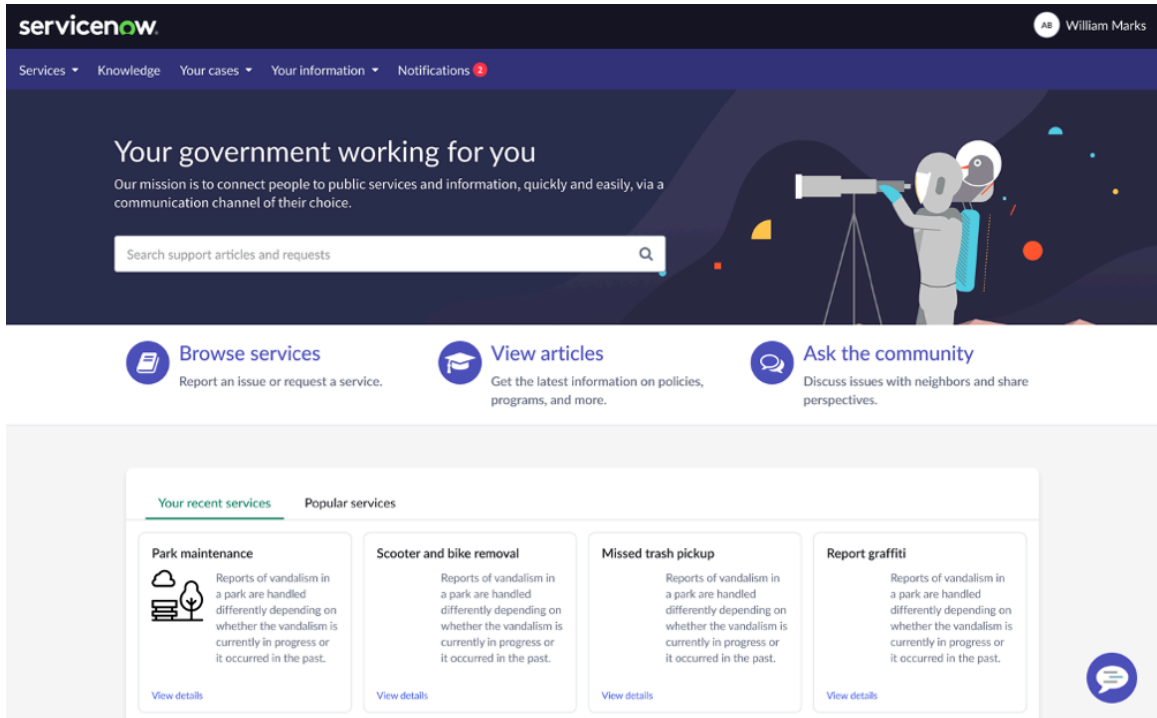 servicenow.
AB William Marks
Services Knowledge Your cases Your information Notifications 2
Your government working for you
Our mission is to connect people to public services and information, quickly and easily, via a
communication channel of their choice.
Search support articles and requests
Browse services
Report an issue or request a service.
View articles
Get the latest information on policies,
programs, and more.
Ask the community
Discuss issues with neighbors and share
perspectives.
Your recent services Popular services
Park maintenance
Reports of vandalism in
a park are handled
differently depending on
whether the vandalism is
currently in progress or
it occurred in the past.
View details
Scooter and bike removal
Reports of vandalism in
a park are handled
differently depending on
whether the vandalism is
currently in progress or
it occurred in the past.
View details
Missed trash pickup
Reports of vandalism in
a park are handled
differently depending on
whether the vandalism is
currently in progress or
it occurred in the past.
View details
Report graffiti
Reports of vandalism in
a park are handled
differently depending on
whether the vandalism is
currently in progress or
it occurred in the past.
View details